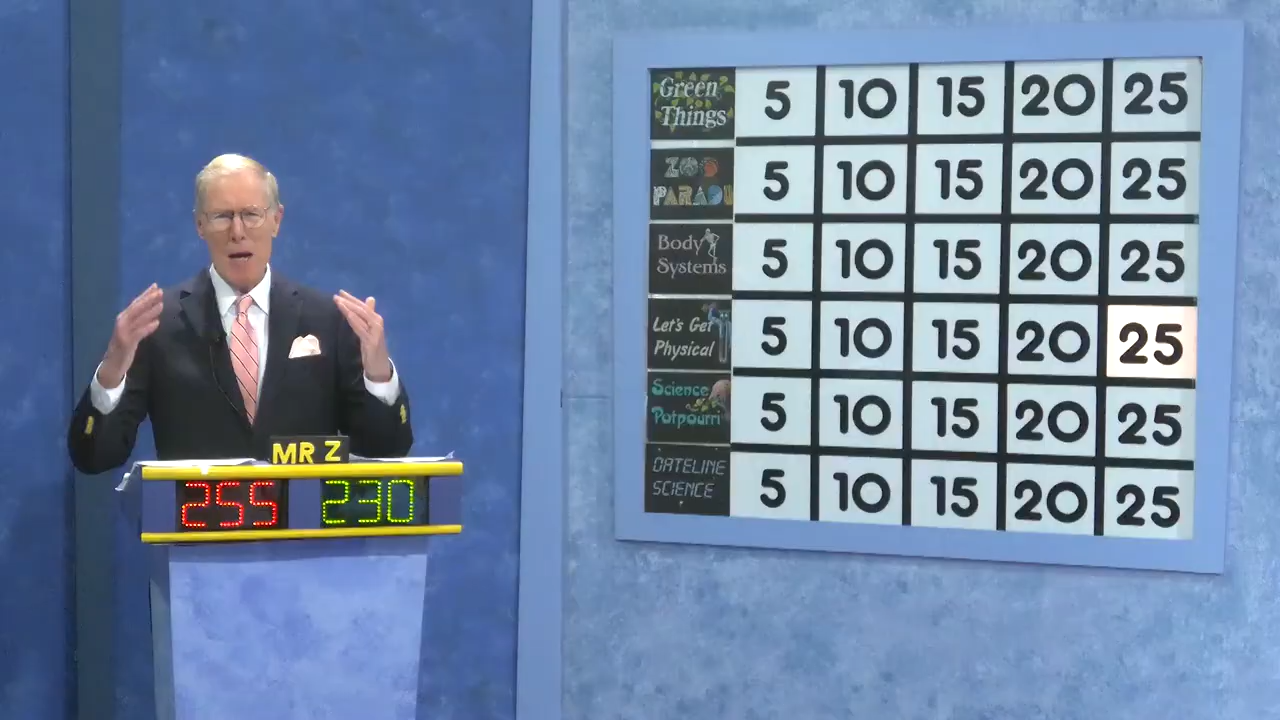 Green Things 5 10 15 20 25
ZOO PARADU 5 10 15 20 25
Body Systems 5 10 15 20 25
Let's Get Physical 5 10 15 20 25
Science Potpourri 5 10 15 20 25
DATELINE SCIENCE 5 10 15 20 25
MR Z
255 230